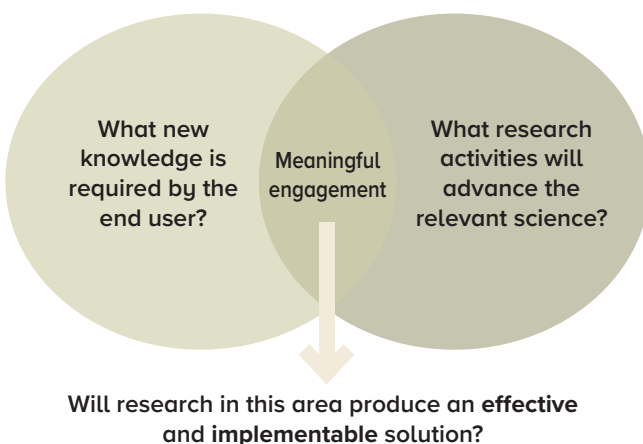 What new
knowledge is
required by the
end user?
Meaningful
engagement
What research
activities will
advance the
relevant science?
Will research in this area produce an effective
and implementable solution?